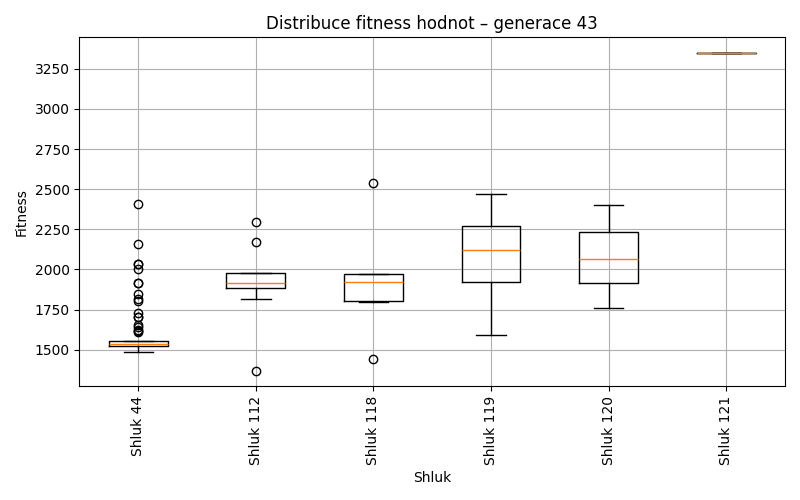 Distribuce fitness hodnot – generace 43
Fitness
3250
3000
2750
2500
2250
2000
1750
1500
Shluk 44
Shluk 112
Shluk 118
Shluk 119
Shluk 120
Shluk 121
Shluk